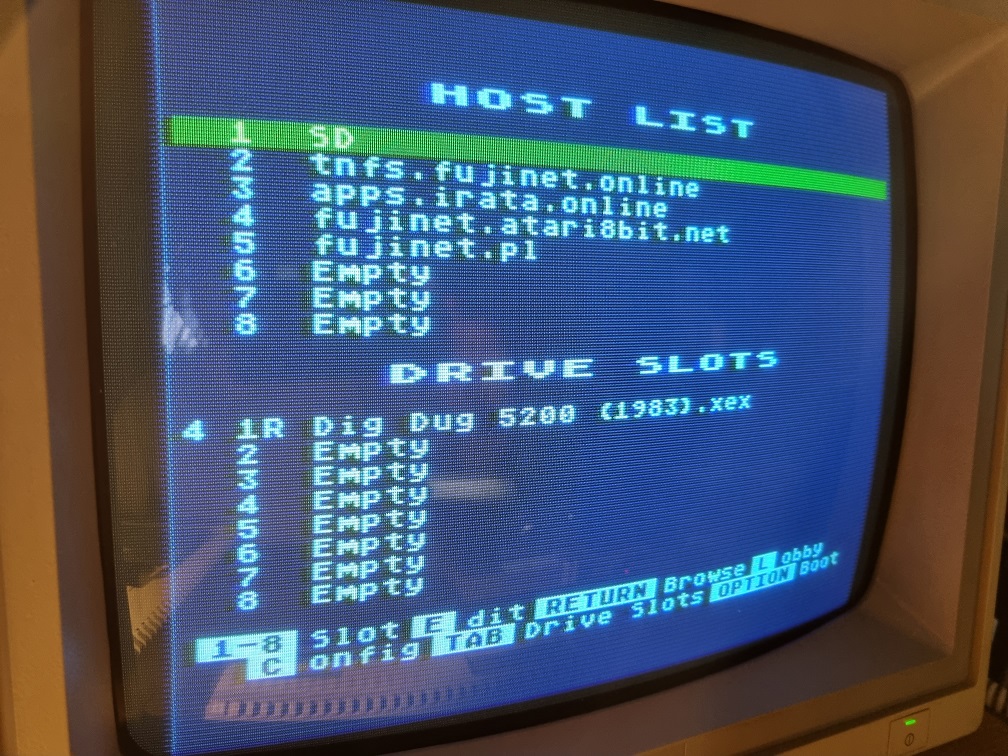 HOST LIST
1 SD
2 tnfs.fujinet.online
3 apps.irata.online
4 fujinet.atari8bit.net
5 fujinet.pl
6 Empty
7 Empty
8 Empty
DRIVE SLOTS
4 1R Dig Dug 5200 (1983).xex
2 Empty
3 Empty
4 Empty
5 Empty
6 Empty
7 Empty
8 Empty
1-8 Slot E dit RETURN Browse L obby
C onfig TAB Drive Slots OPTION Boot